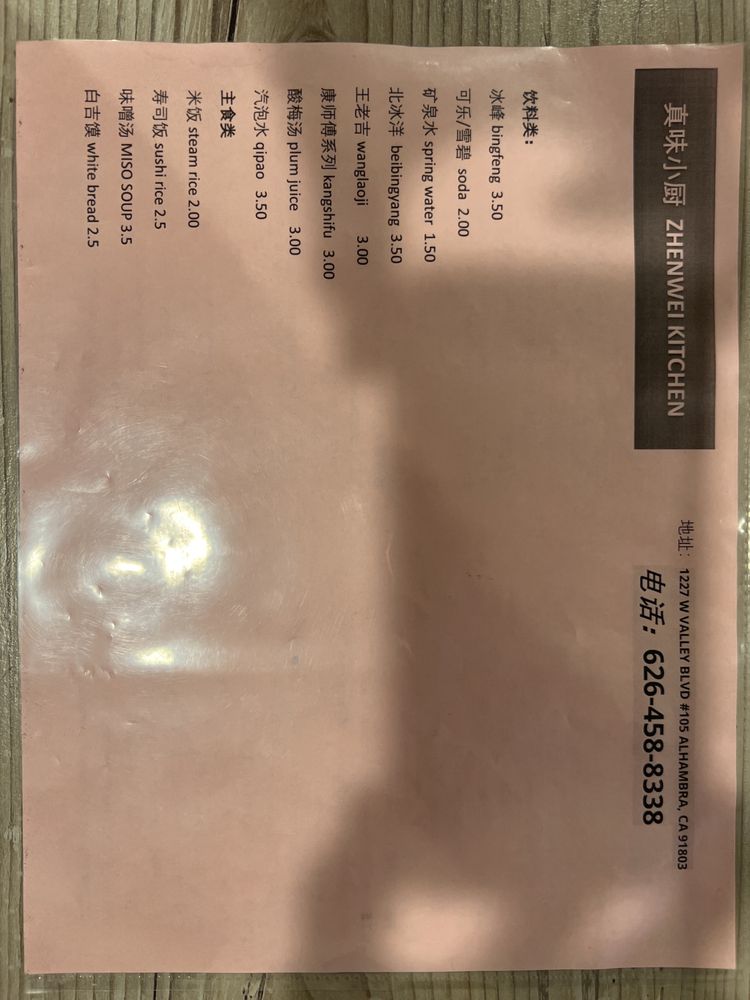 真味小厨 ZHENWEI KITCHEN
地址：1227 W VALLEY BLVD #105 ALHAMBRA, CA 91803
电话：626-458-8338
饮料类：
冰峰 bingfeng 3.50
可乐/雪碧 soda 2.00
矿泉水 spring water 1.50
北冰洋 beibingyang 3.50
王老吉 wanglaoji 3.00
康师傅系列 kangshifu 3.00
酸梅汤 plum juice 3.00
汽泡水 qipao 3.50
主食类
米饭 steam rice 2.00
寿司饭 sushi rice 2.5
味噌汤 MISO SOUP 3.5
白吉馍 white bread 2.5